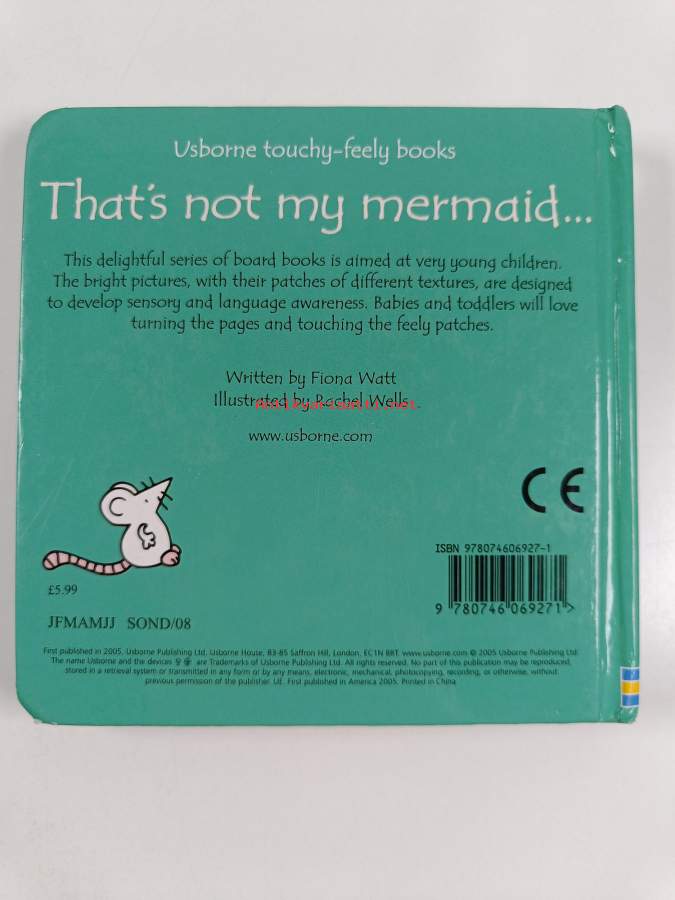 Usborne touchy-feely books
That's not my mermaid...
This delightful series of board books is aimed at very young children.
The bright pictures, with their patches of different textures, are designed
to develop sensory and language awareness. Babies and toddlers will love
turning the pages and touching the feely patches.
Written by Fiona Watt
Illustrated by Rachel Wells
Antikvariaatti.net
www.usborne.com
CE
ISBN 978074606927-1
9 780746 069271 >
£5.99
JFMAMJJ SOND/08
First published in 2005. Usborne Publishing Ltd. Usborne House, 83-85 Saffron Hill, London, EC1N 8RT. www.usborne.com © 2005 Usborne Publishing Ltd.
The name Usborne and the devices are Trademarks of Usborne Publishing Ltd. All rights reserved. No part of this publication may be reproduced,
stored in a retrieval system or transmitted in any form or by any means, electronic, mechanical, photocopying, recording, or otherwise, without
previous permission of the publisher. UE. First published in America 2005. Printed in China.